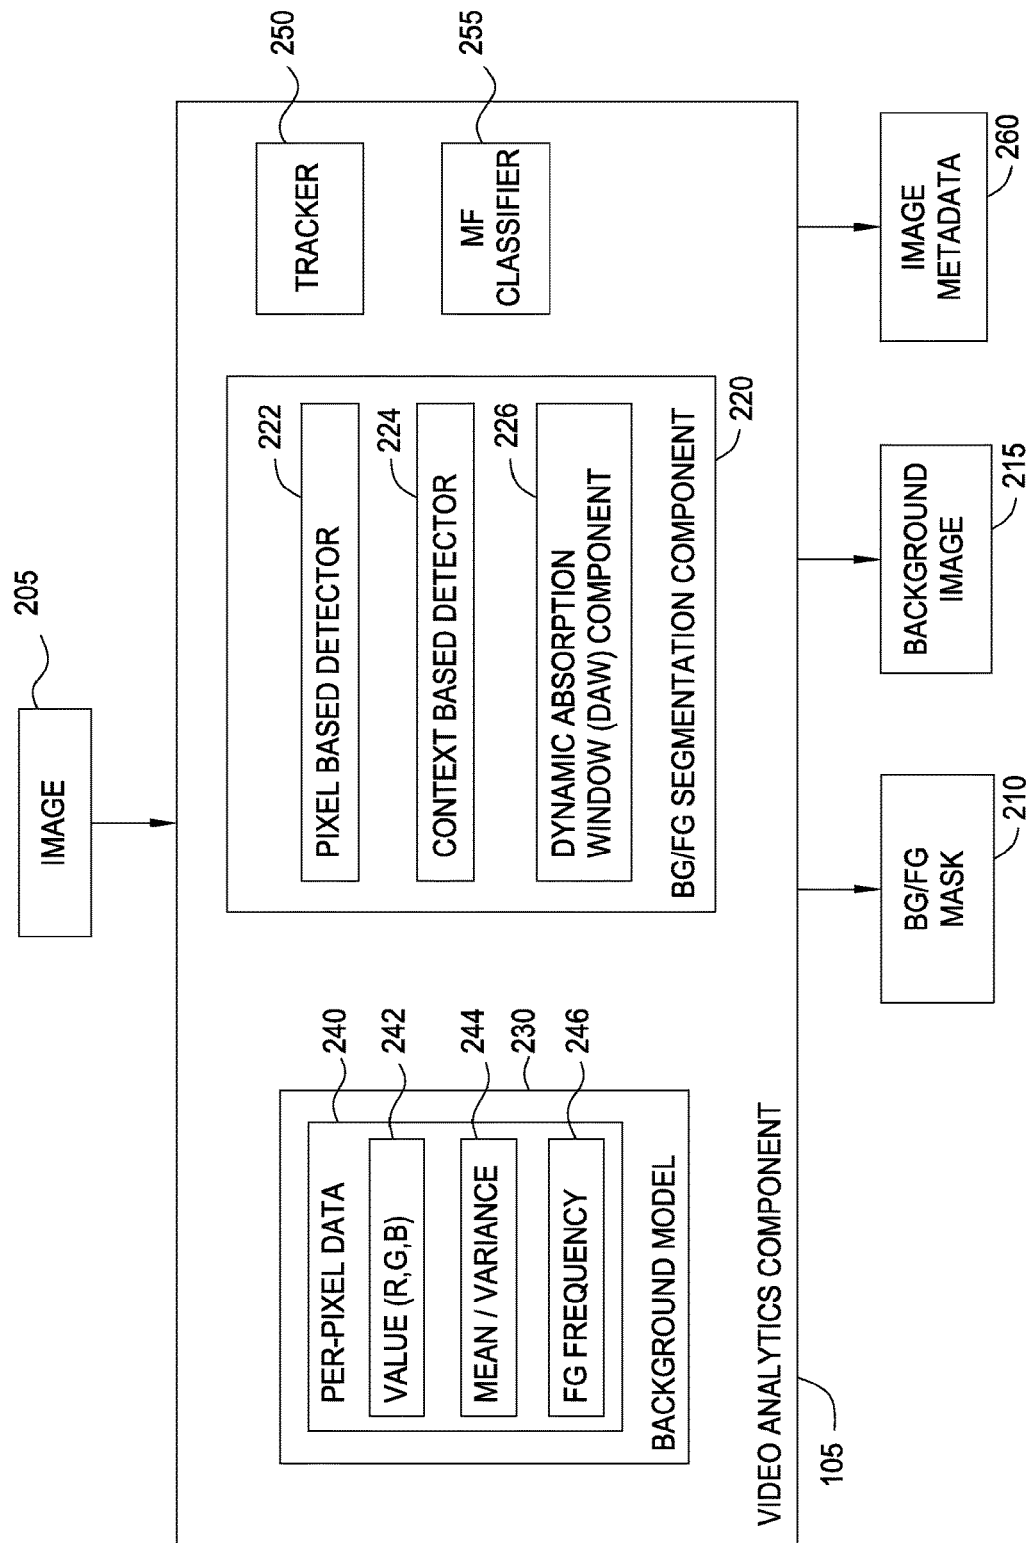 IMAGE
205
PER-PIXEL DATA
240
VALUE (R,G,B)
242
MEAN / VARIANCE
244
FG FREQUENCY
246
BACKGROUND MODEL
230
PIXEL BASED DETECTOR
222
CONTEXT BASED DETECTOR
224
DYNAMIC ABSORPTION
WINDOW (DAW) COMPONENT
226
BG/FG SEGMENTATION COMPONENT
220
TRACKER
250
MF
CLASSIFIER
255
VIDEO ANALYTICS COMPONENT
105
BG/FG
MASK
210
BACKGROUND
IMAGE
215
IMAGE
METADATA
260